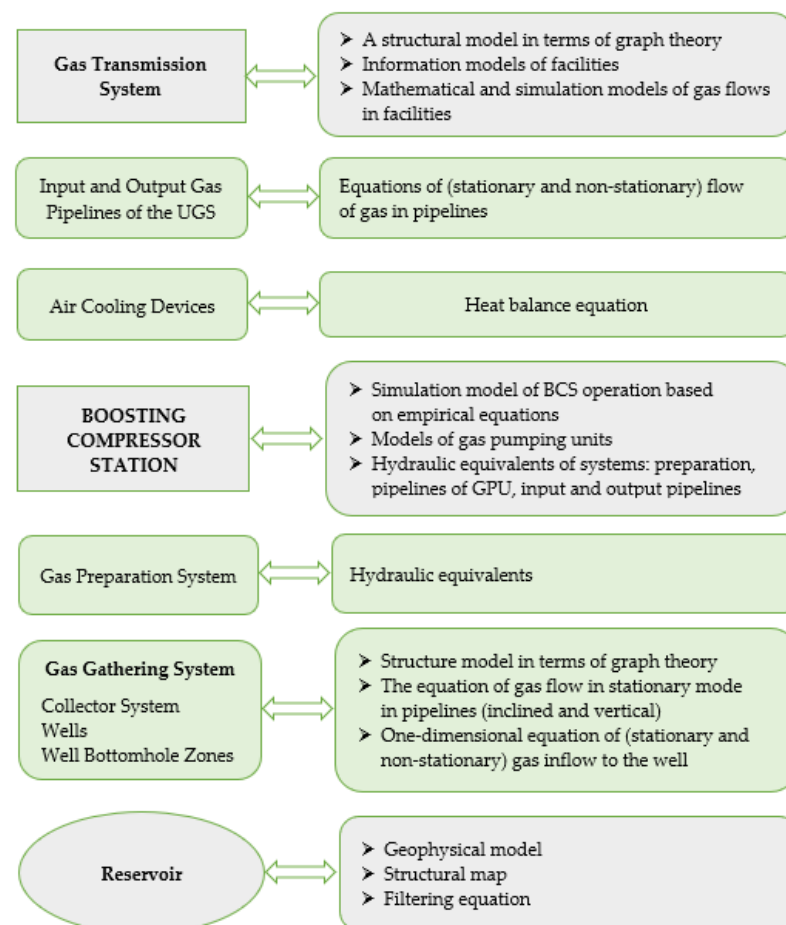 Gas Transmission
System
➤ A structural model in terms of graph theory
➤ Information models of facilities
➤ Mathematical and simulation models of gas flows
in facilities
Input and Output Gas
Pipelines of the UGS
Equations of (stationary and non-stationary) flow
of gas in pipelines
Air Cooling Devices
Heat balance equation
BOOSTING
COMPRESSOR
STATION
➤ Simulation model of BCS operation based
on empirical equations
➤ Models of gas pumping units
➤ Hydraulic equivalents of systems: preparation,
pipelines of GPU, input and output pipelines
Gas Preparation System
Hydraulic equivalents
Gas Gathering System
Collector System
Wells
Well Bottomhole Zones
➤ Structure model in terms of graph theory
➤ The equation of gas flow in stationary mode
in pipelines (inclined and vertical)
➤ One-dimensional equation of (stationary and
non-stationary) gas inflow to the well
Reservoir
➤ Geophysical model
➤ Structural map
➤ Filtering equation